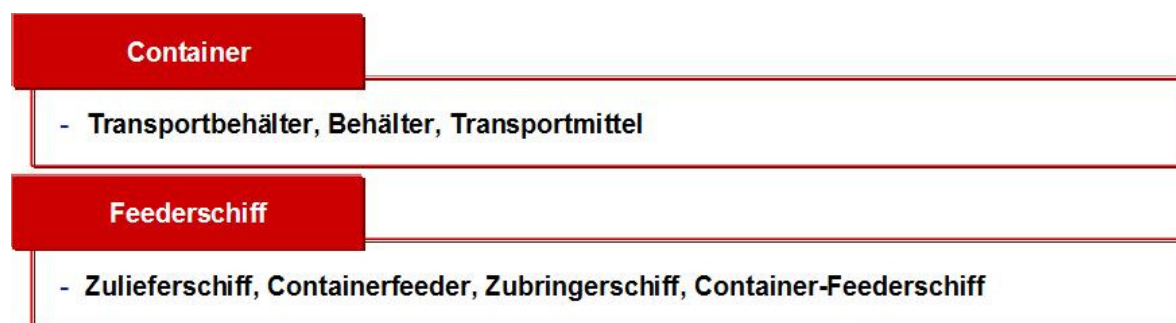 Container
- Transportbehälter, Behälter, Transportmittel
Feederschiff
- Zulieferschiff, Containerfeeder, Zubringerschiff, Container-Feederschiff